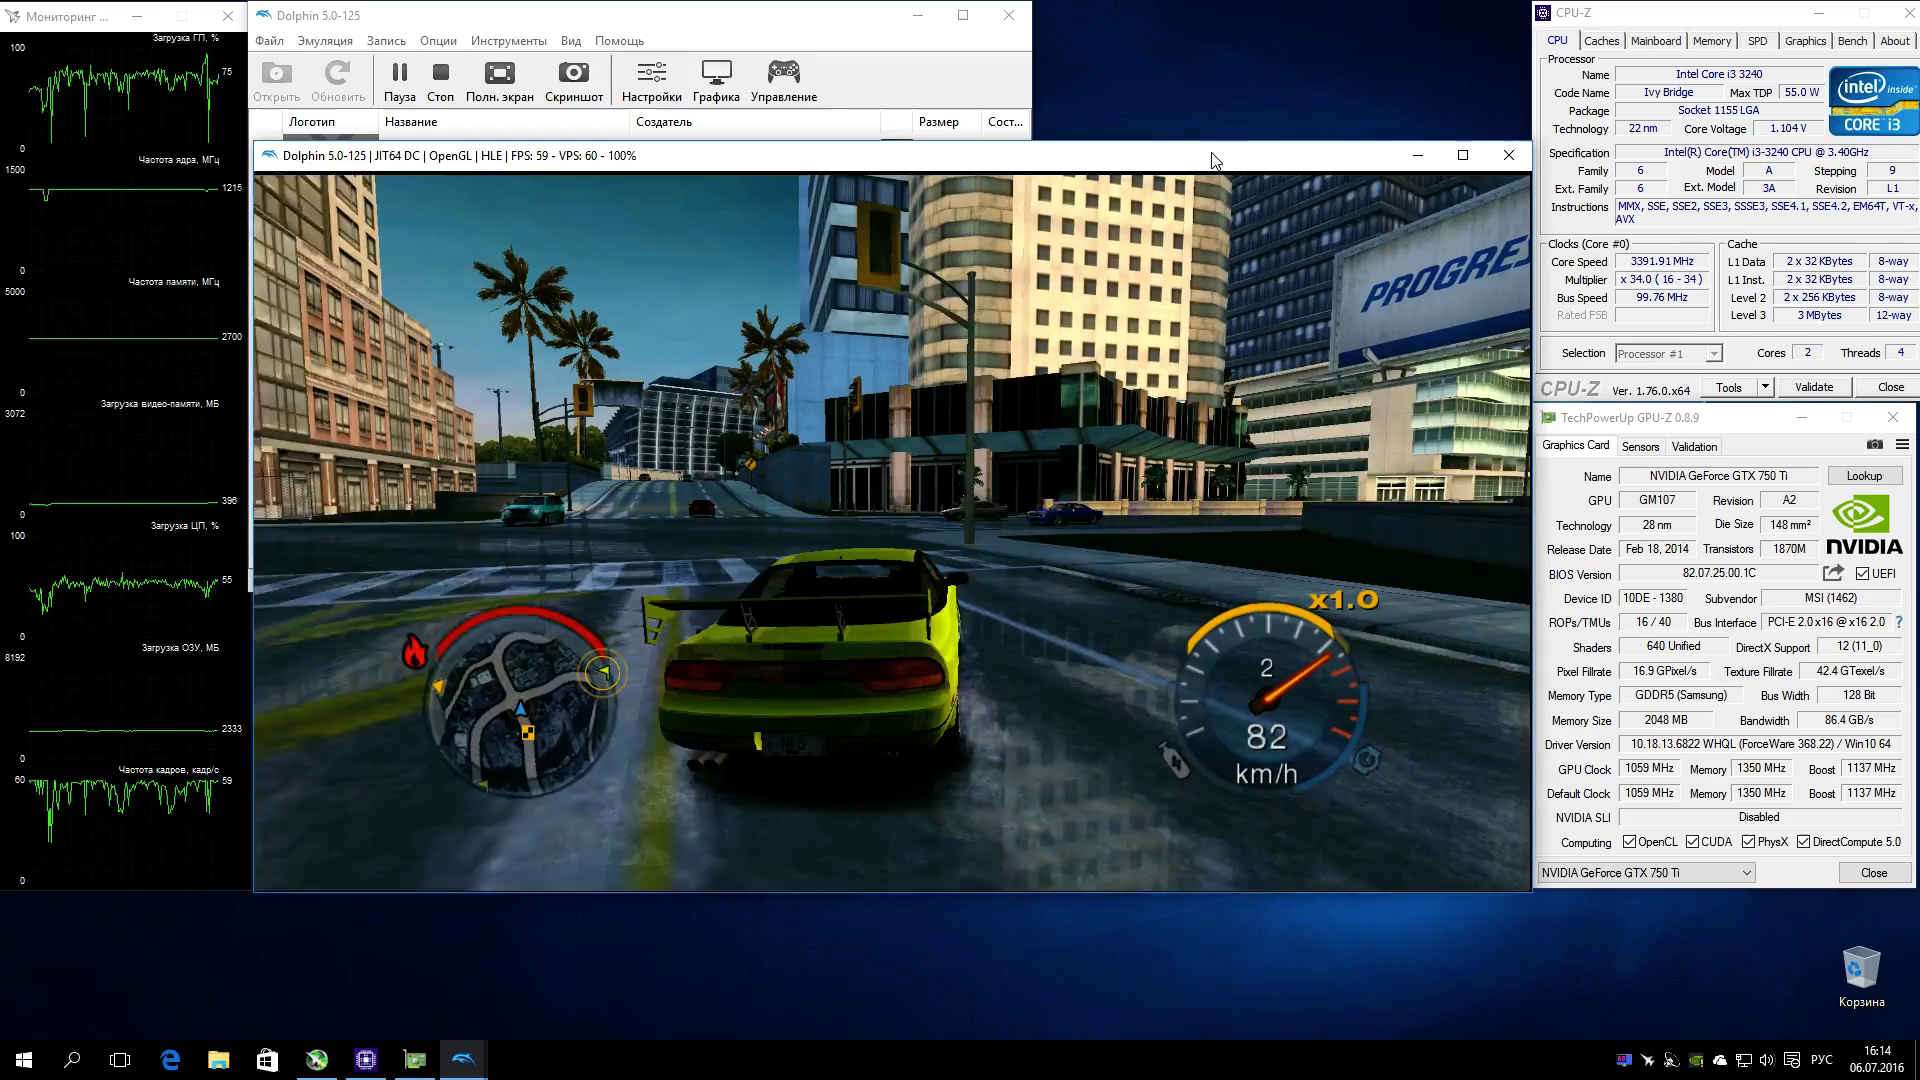 Мониторинг ...
Загрузка ГП, %
100
75
0
Частота ядра, МГц
1500
1215
0
Частота памяти, МГц
5000
2700
0
Загрузка видео-памяти, МБ
3072
396
0
Загрузка ЦП, %
100
55
0
Загрузка ОЗУ, МБ
8192
2333
0
Частота кадров, кадр/с
60
59
0
Dolphin 5.0-125
Файл Эмуляция Запись Опции Инструменты Вид Помощь
Открыть Обновить Пауза Стоп Полн. экран Скриншот Настройки Графика Управление
Логотип Название Создатель Размер Сост...
Dolphin 5.0-125 | JIT64 DC | OpenGL | HLE | FPS: 59 - VPS: 60 - 100%
PROGRES
NFS
x1.0
2
82
km/h
N
CPU-Z
CPU Caches Mainboard Memory SPD Graphics Bench About
Processor
Name Intel Core i3 3240
Code Name Ivy Bridge Max TDP 55.0 W
Package Socket 1155 LGA
Technology 22 nm Core Voltage 1.104 V
intel inside
CORE i3
Specification Intel(R) Core(TM) i3-3240 CPU @ 3.40GHz
Family 6 Model A Stepping 9
Ext. Family 6 Ext. Model 3A Revision L1
Instructions MMX, SSE, SSE2, SSE3, SSSE3, SSE4.1, SSE4.2, EM64T, VT-x,
AVX
Clocks (Core #0) Cache
Core Speed 3391.91 MHz L1 Data 2 x 32 KBytes 8-way
Multiplier x 34.0 ( 16 - 34 ) L1 Inst. 2 x 32 KBytes 8-way
Bus Speed 99.76 MHz Level 2 2 x 256 KBytes 8-way
Rated FSB Level 3 3 MBytes 12-way
Selection Processor #1 Cores 2 Threads 4
CPU-Z Ver. 1.76.0.x64 Tools Validate Close
TechPowerUp GPU-Z 0.8.9
Graphics Card Sensors Validation
Name NVIDIA GeForce GTX 750 Ti Lookup
GPU GM107 Revision A2
Technology 28 nm Die Size 148 mm²
Release Date Feb 18, 2014 Transistors 1870M
NVIDIA
BIOS Version 82.07.25.00.1C UEFI
Device ID 10DE - 1380 Subvendor MSI (1462)
ROPs/TMUs 16 / 40 Bus Interface PCI-E 2.0 x16 @ x16 2.0 ?
Shaders 640 Unified DirectX Support 12 (11_0)
Pixel Fillrate 16.9 GPixel/s Texture Fillrate 42.4 GTexel/s
Memory Type GDDR5 (Samsung) Bus Width 128 Bit
Memory Size 2048 MB Bandwidth 86.4 GB/s
Driver Version 10.18.13.6822 WHQL (ForceWare 368.22) / Win10 64
GPU Clock 1059 MHz Memory 1350 MHz Boost 1137 MHz
Default Clock 1059 MHz Memory 1350 MHz Boost 1137 MHz
NVIDIA SLI Disabled
Computing OpenCL CUDA PhysX DirectCompute 5.0
NVIDIA GeForce GTX 750 Ti Close
Корзина
60
РУС
16:14
06.07.2016